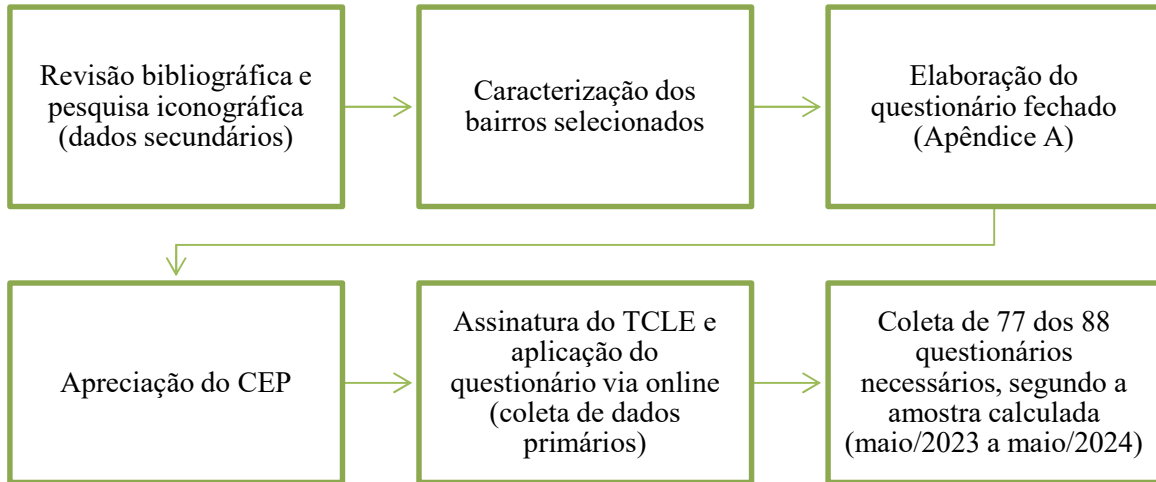 Revisão bibliográfica e
pesquisa iconográfica
(dados secundários)
Caracterização dos
bairros selecionados
Elaboração do
questionário fechado
(Apêndice A)
Apreciação do CEP
Assinatura do TCLE e
aplicação do
questionário via online
(coleta de dados
primários)
Coleta de 77 dos 88
questionários
necessários, segundo a
amostra calculada
(maio/2023 a maio/2024)